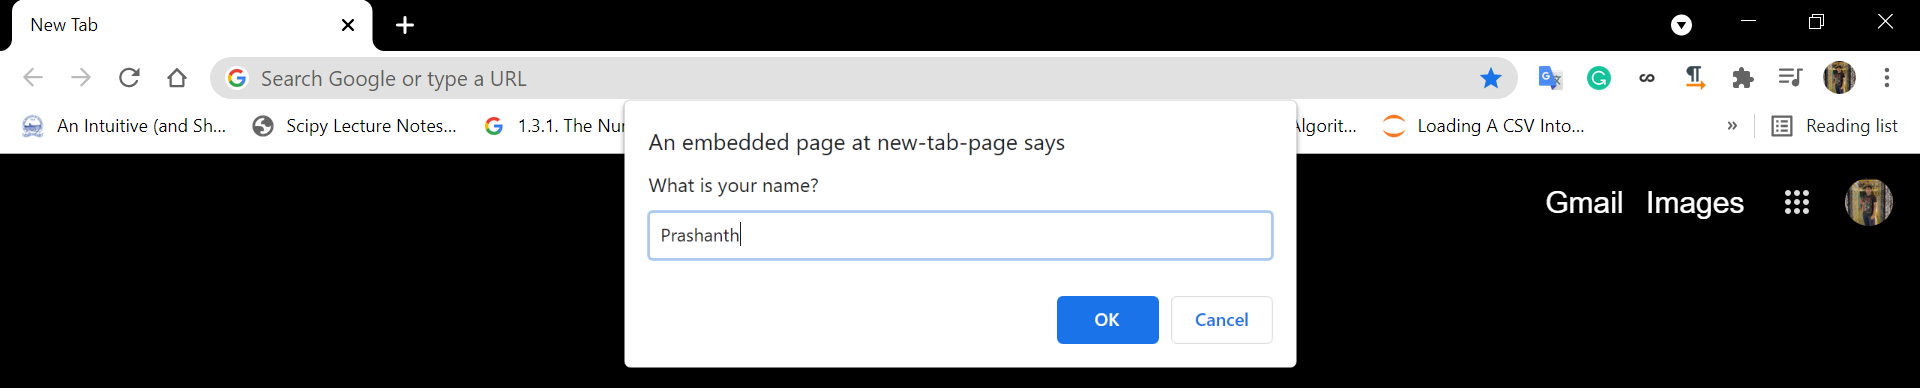 New Tab
Search Google or type a URL
An Intuitive (and Sh...
Scipy Lecture Notes...
1.3.1. The Nu
lgorit...
Loading A CSV Into...
»
Reading list
An embedded page at new-tab-page says
What is your name?
Prashanth
OK
Cancel
Gmail
Images